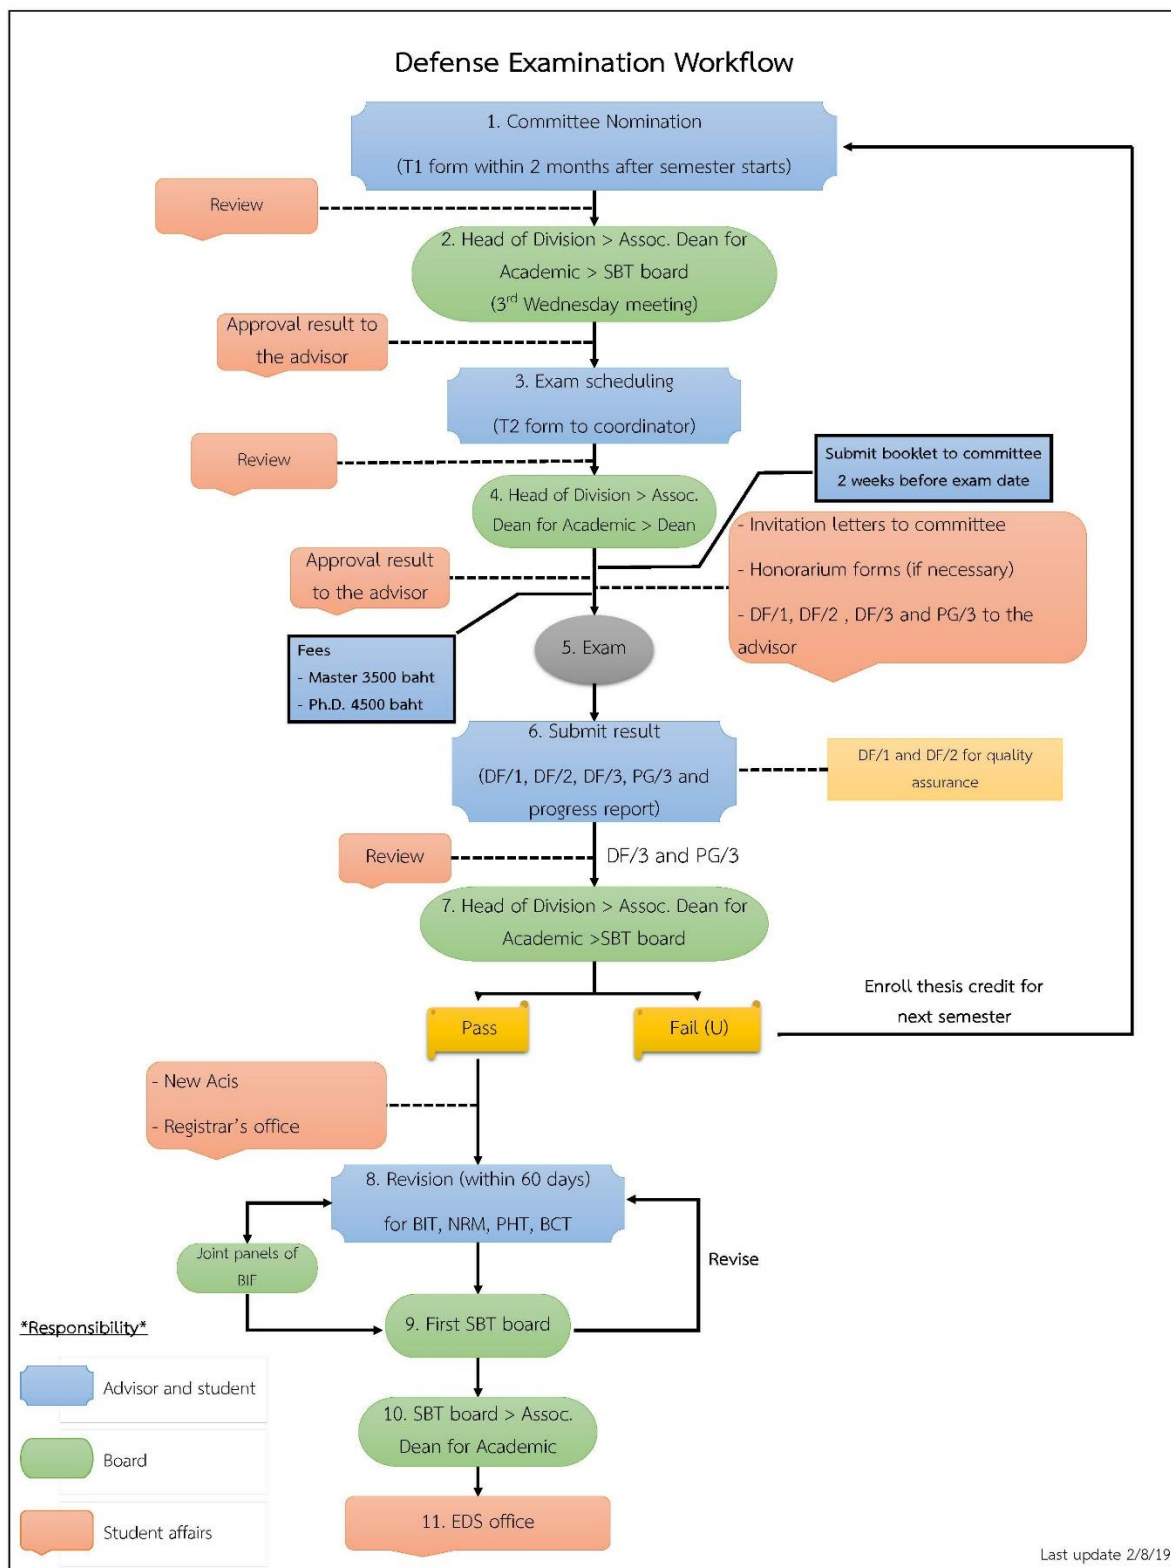 Defense Examination Workflow
1. Committee Nomination
(T1 form within 2 months after semester starts)
Review
2. Head of Division > Assoc. Dean for
Academic > SBT board
(3rd Wednesday meeting)
Approval result to
the advisor
3. Exam scheduling
(T2 form to coordinator)
Review
Submit booklet to committee
2 weeks before exam date
4. Head of Division > Assoc.
Dean for Academic > Dean
- Invitation letters to committee
- Honorarium forms (if necessary)
- DF/1, DF/2 , DF/3 and PG/3 to the
advisor
Approval result
to the advisor
Fees
- Master 3500 baht
- Ph.D. 4500 baht
5. Exam
6. Submit result
(DF/1, DF/2, DF/3, PG/3 and
progress report)
DF/1 and DF/2 for quality
assurance
Review
DF/3 and PG/3
7. Head of Division > Assoc. Dean for
Academic >SBT board
Pass
Fail (U)
Enroll thesis credit for
next semester
- New Acis
- Registrar's office
8. Revision (within 60 days)
for BIT, NRM, PHT, BCT
Joint panels of
BIF
Revise
9. First SBT board
*Responsibility*
Advisor and student
Board
Student affairs
10. SBT board > Assoc.
Dean for Academic
11. EDS office
Last update 2/8/19